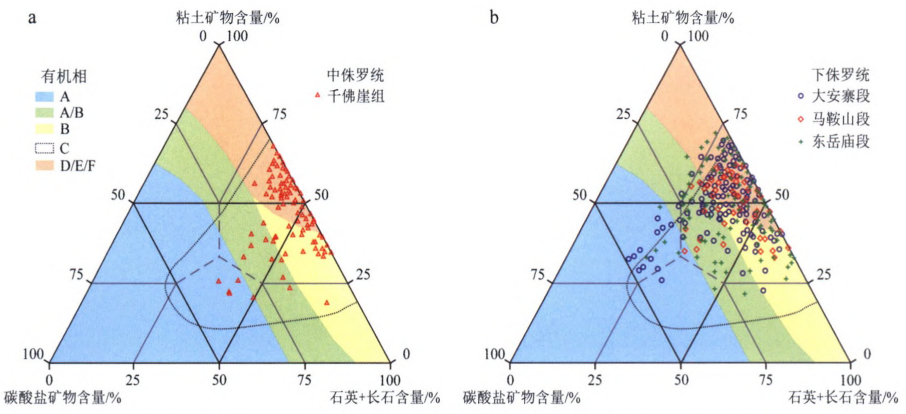 a
粘土矿物含量/%
0 100
有机相
A
A/B
B
C
D/E/F
中侏罗统
千佛崖组
25 75
50 50
75 25
100 0
0 25 50 75 100
碳酸盐矿物含量/% 石英+长石含量/%
b
粘土矿物含量/%
0 100
下侏罗统
大安寨段
马鞍山段
东岳庙段
25 75
50 50
75 25
100 0
0 25 50 75 100
碳酸盐矿物含量/% 石英+长石含量/%